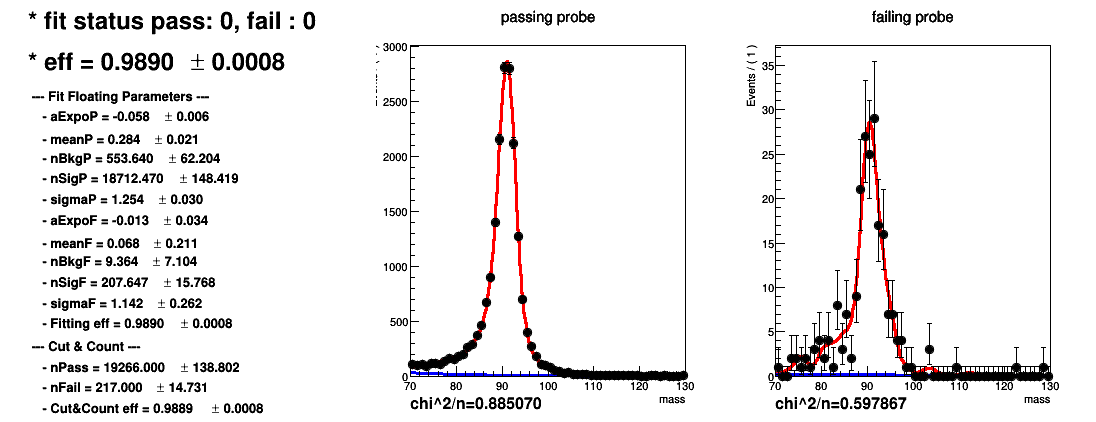 * fit status pass: 0, fail : 0
* eff = 0.9890 ± 0.0008
--- Fit Floating Parameters ---
- aExpoP = -0.058 ± 0.006
- meanP = 0.284 ± 0.021
- nBkgP = 553.640 ± 62.204
- nSigP = 18712.470 ± 148.419
- sigmaP = 1.254 ± 0.030
- aExpoF = -0.013 ± 0.034
- meanF = 0.068 ± 0.211
- nBkgF = 9.364 ± 7.104
- nSigF = 207.647 ± 15.768
- sigmaF = 1.142 ± 0.262
- Fitting eff = 0.9890 ± 0.0008
--- Cut & Count ---
- nPass = 19266.000 ± 138.802
- nFail = 217.000 ± 14.731
- Cut&Count eff = 0.9889 ± 0.0008
passing probe
3000
2500
2000
1500
1000
500
0
70 80 90 100 110 120 130
mass
chi^2/n=0.885070
failing probe
Events / ( 1 )
35
30
25
20
15
10
5
0
70 80 90 100 110 120 130
mass
chi^2/n=0.597867